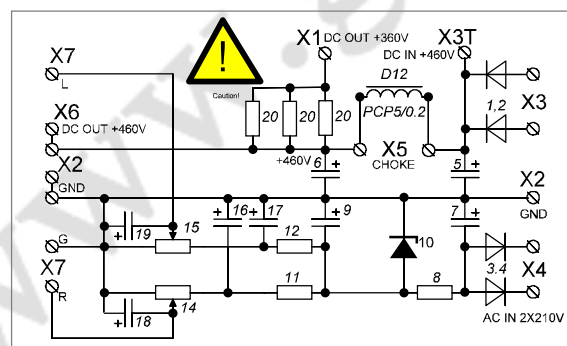 X7
L
X6
DC OUT +460V
X2
GND
G
X7
R
!
Caution!
X1 DC OUT +360V
X3T
DC IN +460V
D12
PCP5/0.2
20 20 20
+460V
X5
CHOKE
1,2
X3
6 +
5 +
X2
GND
+ 19
15
+ 16
+ 17
+ 9
12
10
7 +
3.4
X4
AC IN 2X210V
14
11
8
+ 18
www.e